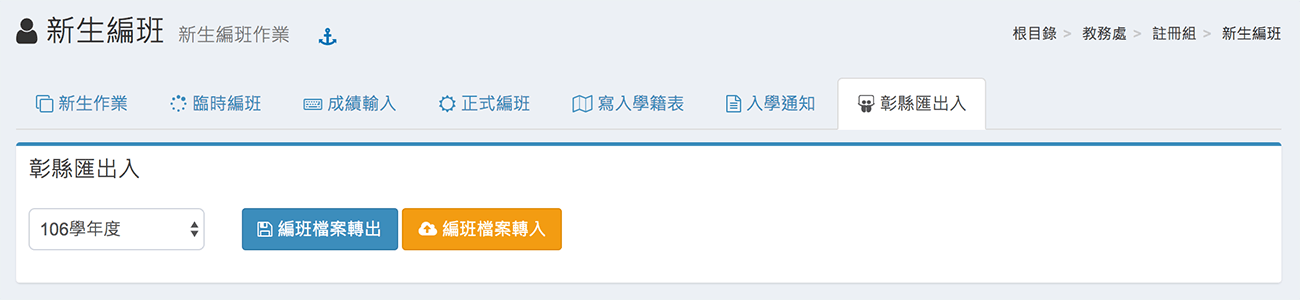 新生編班 新生編班作業
根目錄 > 教務處 > 註冊組 > 新生編班
新生作業 臨時編班 成績輸入 正式編班 寫入學籍表 入學通知 彰縣匯出入
彰縣匯出入
106學年度 編班檔案轉出 編班檔案轉入